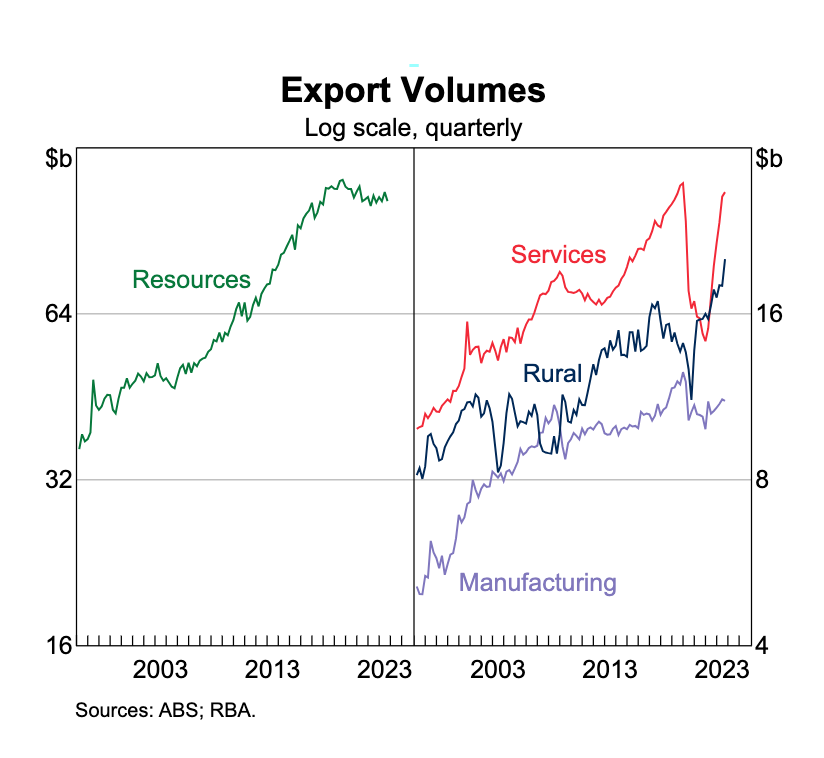 Export Volumes
Log scale, quarterly
$b $b
Services
Resources
64 16
Rural
32 8
Manufacturing
16 4
2003 2013 2023 2003 2013 2023
Sources: ABS; RBA.